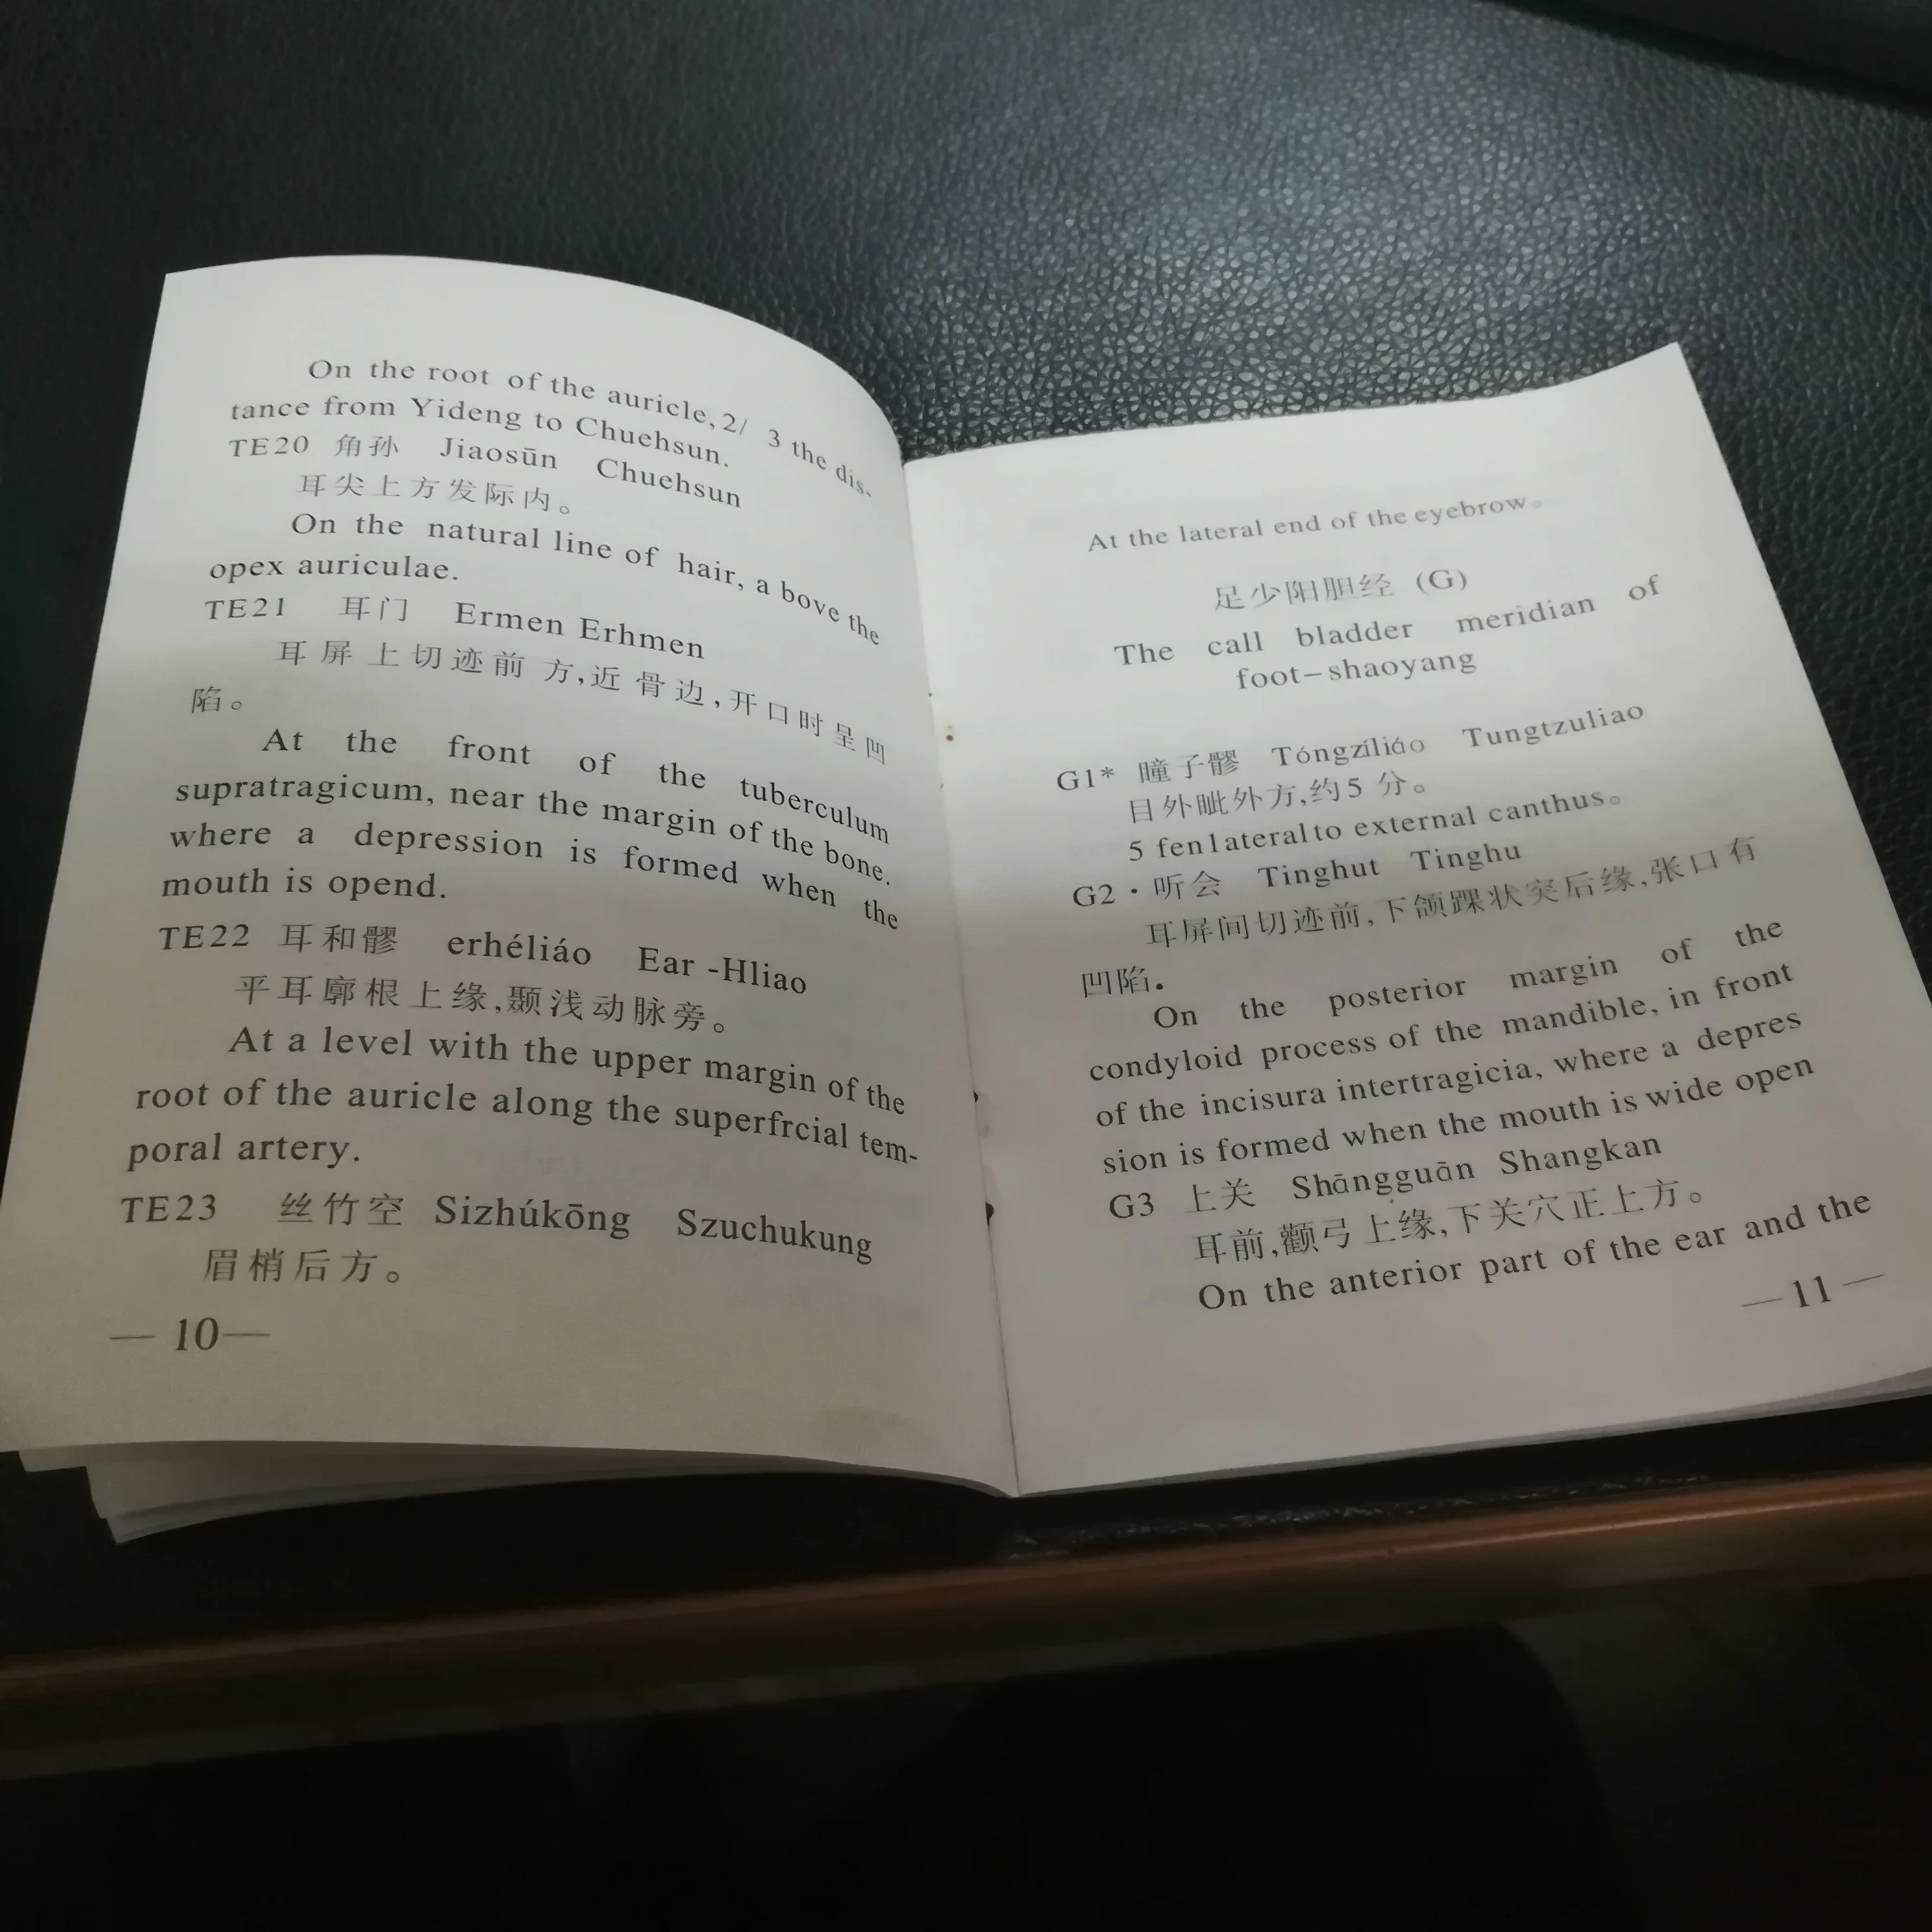 On the root of the auricle, 2/ 3 the dis-
tance from Yideng to Chuehsun.
TE20 角孙 Jiaosūn Chuehsun
耳尖上方发际内。
On the natural line of hair, a bove the
opex auriculae.
TE21 耳门 Ermen Erhmen
耳屏上切迹前方,近骨边,开口时呈凹
陷。
At the front of the tuberculum
supratragicum, near the margin of the bone.
where a depression is formed when the
mouth is opend.
TE22 耳和髎 erhéliáo Ear -Hliao
平耳廓根上缘,颞浅动脉旁。
At a level with the upper margin of the
root of the auricle along the superfrcial tem-
poral artery.
TE23 丝竹空 Sizhúkōng Szuchukung
眉梢后方。
— 10—
At the lateral end of the eyebrow。
足少阳胆经 (G)
The call bladder meridian of
foot-shaoyang
G1* 瞳子髎 Tóngzíliáo Tungtzuliao
目外眦外方,约5 分。
5 fen lateral to external canthus。
G2·听会 Tinghut Tinghu
耳屏间切迹前,下颌踝状突后缘,张口有
凹陷.
On the posterior margin of the
condyloid process of the mandible, in front
of the incisura intertragicia, where a depres
sion is formed when the mouth is wide open
G3 上关 Shāngguān Shangkan
耳前,颧弓上缘,下关穴正上方。
On the anterior part of the ear and the
—11—